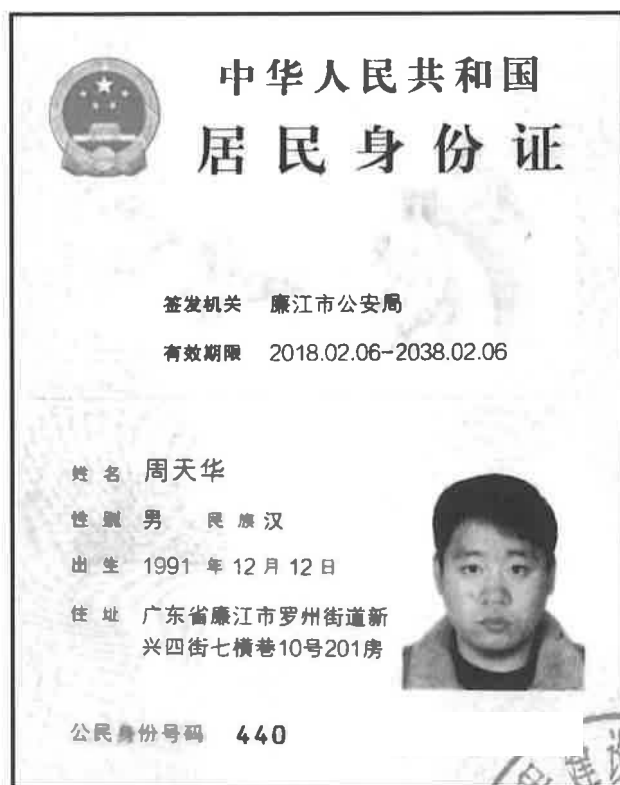 中华人民共和国
居民身份证
签发机关 廉江市公安局
有效期限 2018.02.06-2038.02.06
姓名 周天华
性别 男 民族 汉
出生 1991 年 12 月 12 日
住址 广东省廉江市罗州街道新
兴四街七横巷10号201房
公民身份号码 440